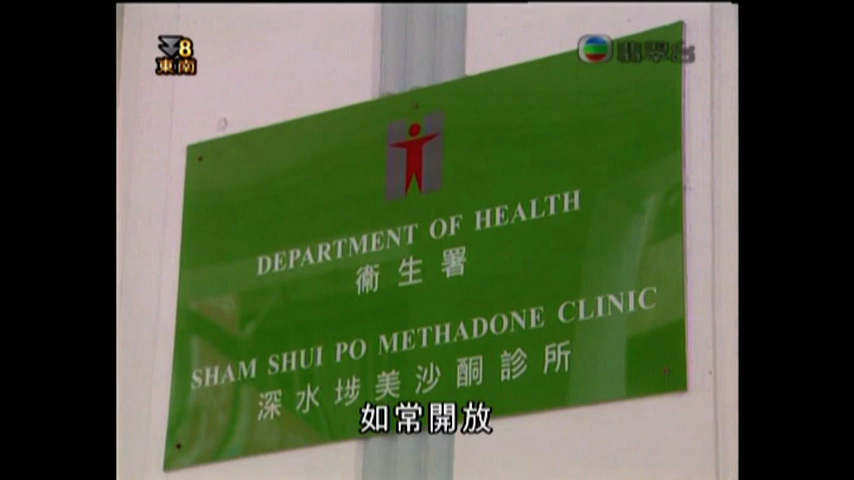 8
東南
翡翠台
DEPARTMENT OF HEALTH
衞生署
SHAM SHUI PO METHADONE CLINIC
深水埗美沙酮診所
如常開放